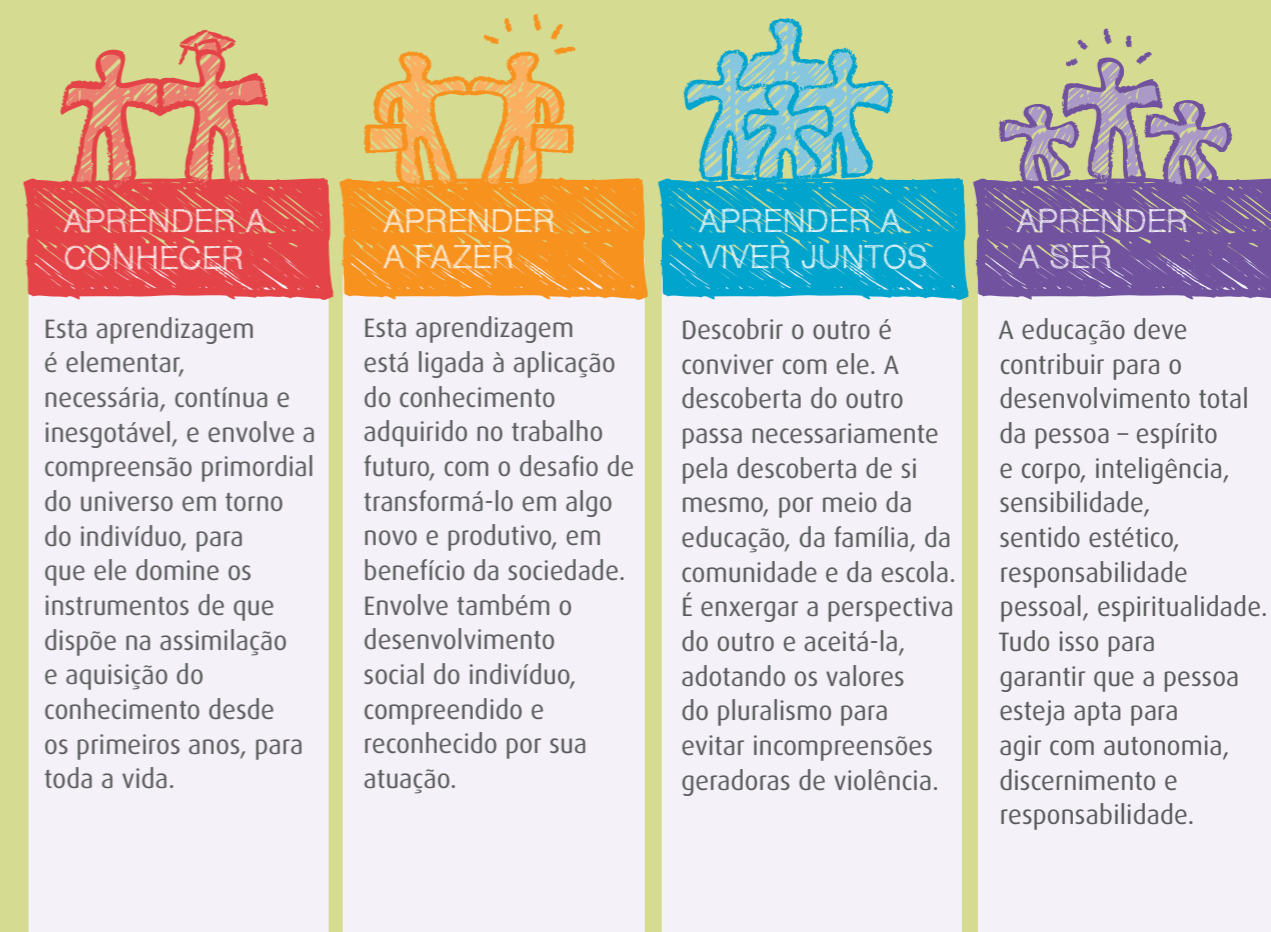 APRENDER A
CONHECER
Esta aprendizagem
é elementar,
necessária, contínua e
inesgotável, e envolve a
compreensão primordial
do universo em torno
do indivíduo, para
que ele domine os
instrumentos de que
dispõe na assimilação
e aquisição do
conhecimento desde
os primeiros anos, para
toda a vida.
APRENDER
A FAZER
Esta aprendizagem
está ligada à aplicação
do conhecimento
adquirido no trabalho
futuro, com o desafio de
transformá-lo em algo
novo e produtivo, em
benefício da sociedade.
Envolve também o
desenvolvimento
social do indivíduo,
compreendido e
reconhecido por sua
atuação.
APRENDER A
VIVER JUNTOS
Descobrir o outro é
conviver com ele. A
descoberta do outro
passa necessariamente
pela descoberta de si
mesmo, por meio da
educação, da família, da
comunidade e da escola.
É enxergar a perspectiva
do outro e aceitá-la,
adotando os valores
do pluralismo para
evitar incompreensões
geradoras de violência.
APRENDER
A SER
A educação deve
contribuir para o
desenvolvimento total
da pessoa – espírito
e corpo, inteligência,
sensibilidade,
sentido estético,
responsabilidade
pessoal, espiritualidade.
Tudo isso para
garantir que a pessoa
esteja apta para
agir com autonomia,
discernimento e
responsabilidade.